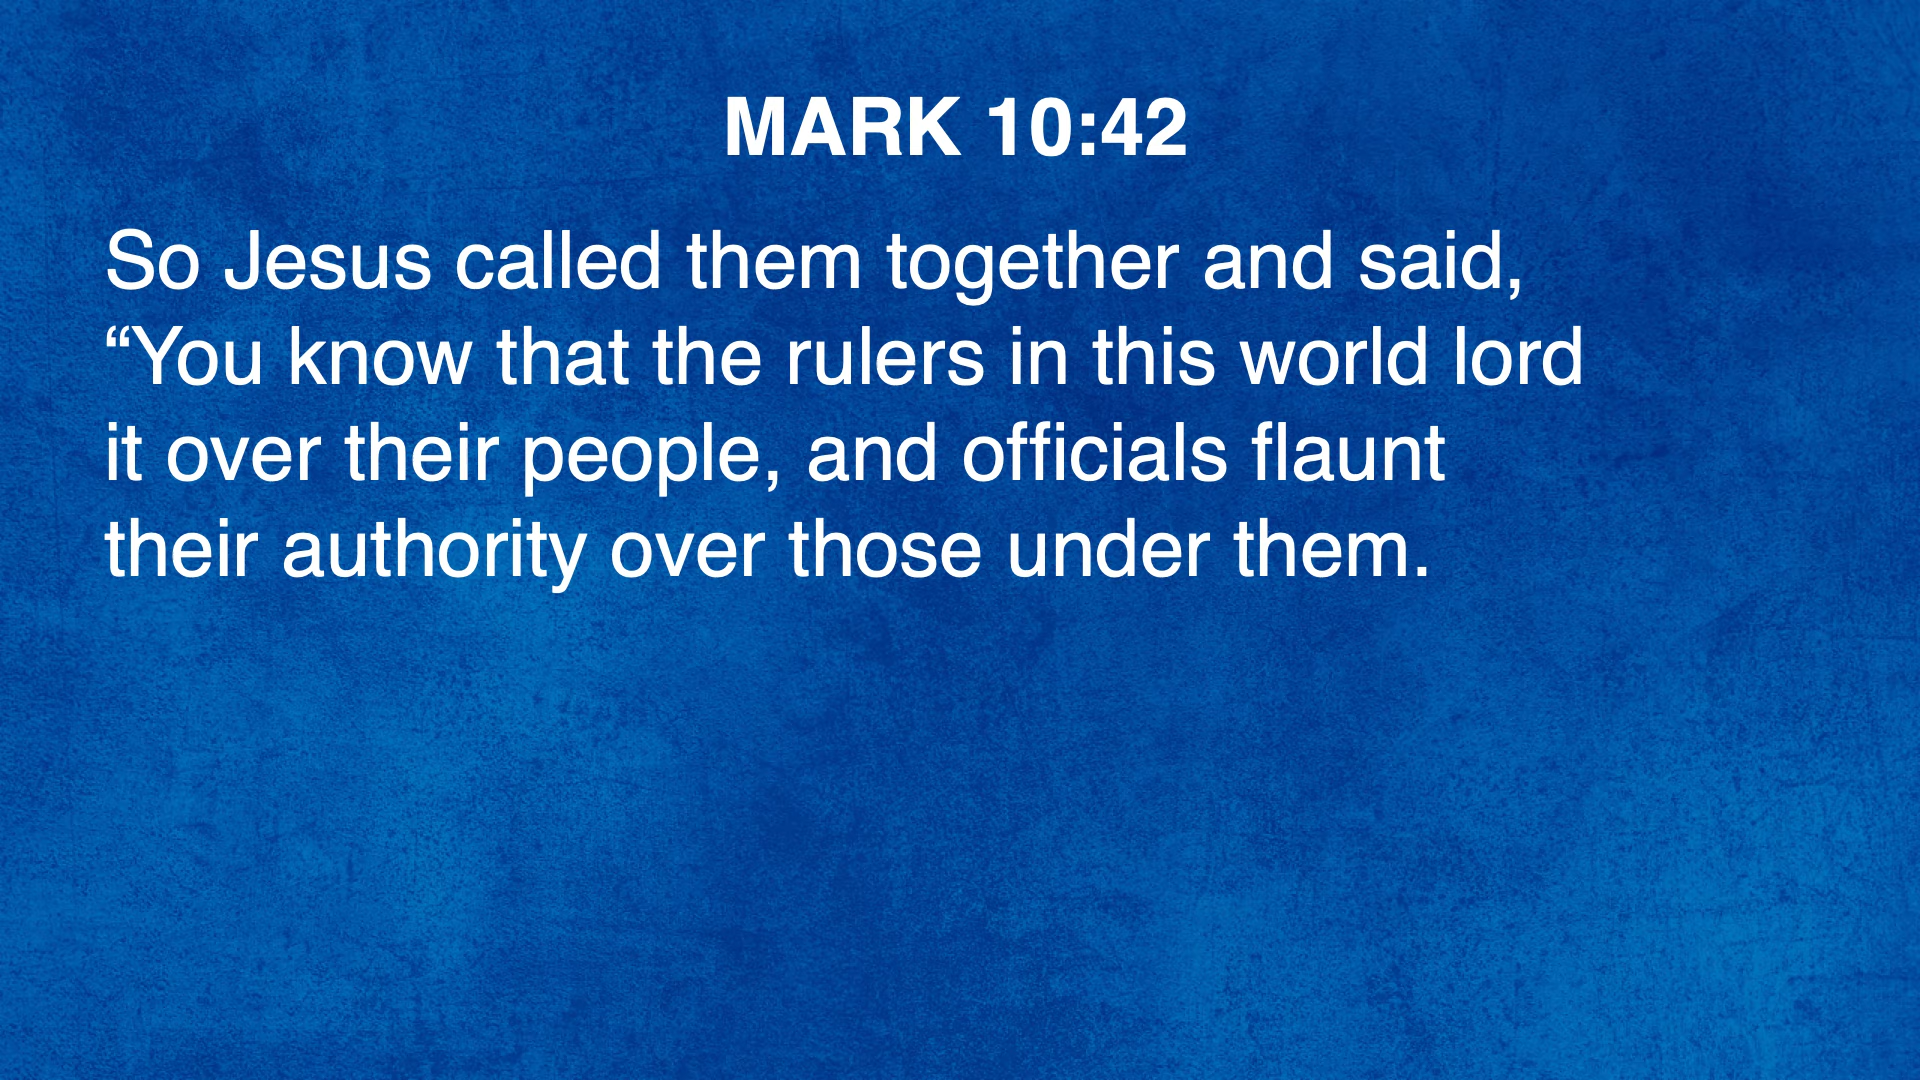 MARK 10:42
So Jesus called them together and said,
“You know that the rulers in this world lord
it over their people, and officials flaunt
their authority over those under them.